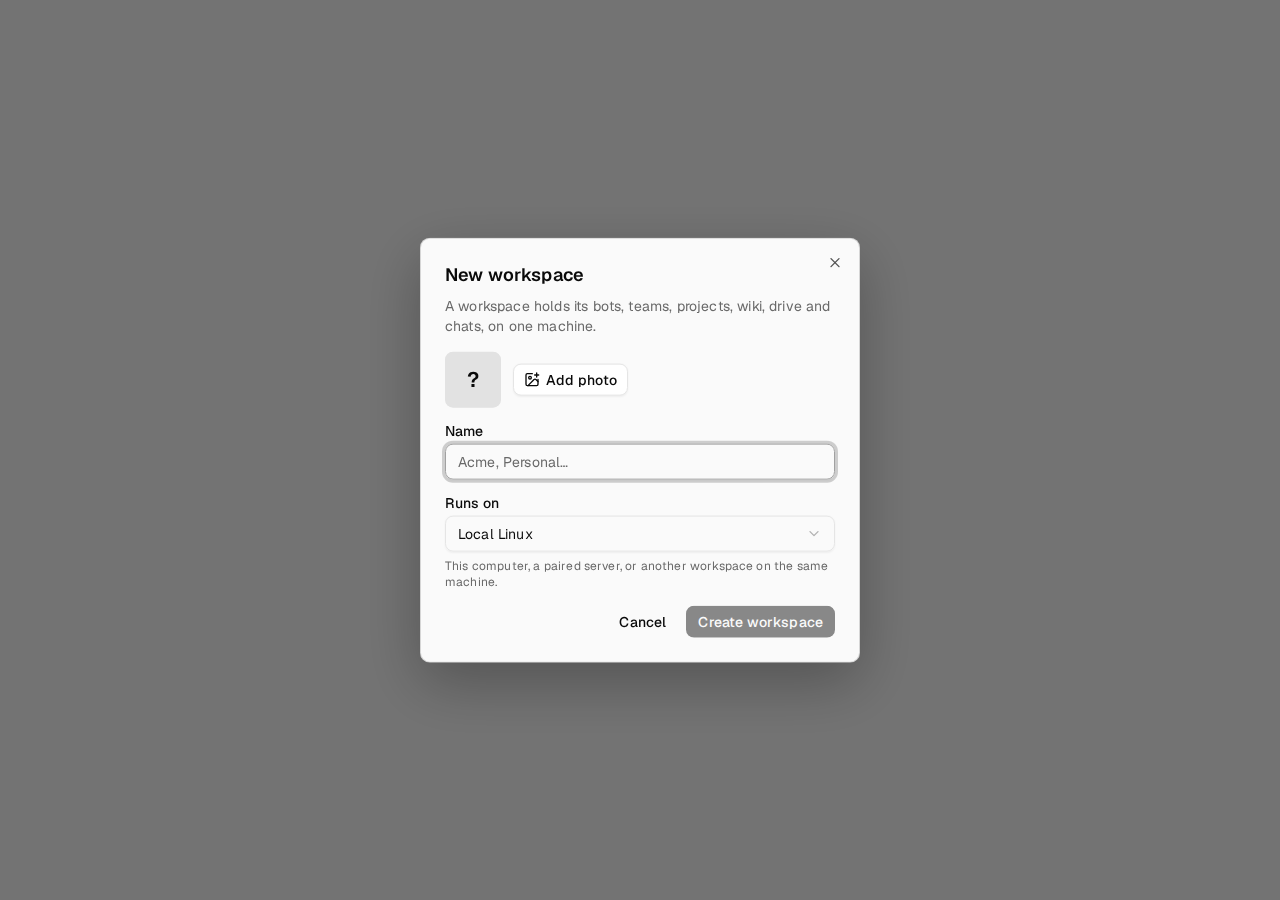 New workspace
A workspace holds its bots, teams, projects, wiki, drive and
chats, on one machine.
?
Add photo
Name
Acme, Personal…
Runs on
Local Linux
This computer, a paired server, or another workspace on the same
machine.
Cancel
Create workspace